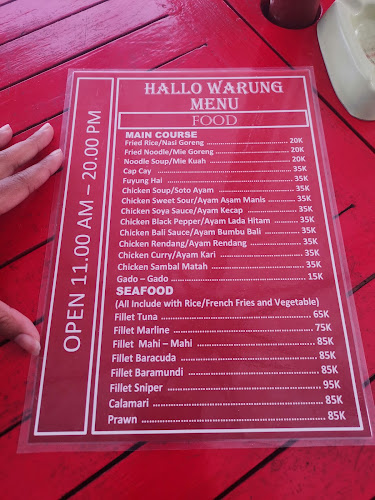 HALLO WARUNG
MENU
FOOD
MAIN COURSE
Fried Rice/Nasi Goreng ........................ 20K
Fried Noodle/Mie Goreng ........................ 20K
Noodle Soup/Mie Kuah ........................ 20K
Cap Cay ........................ 35K
Fuyung Hai ........................ 35K
Chicken Soup/Soto Ayam ........................ 35K
Chicken Sweet Sour/Ayam Asam Manis ............ 35K
Chicken Soya Sauce/Ayam Kecap ............ 35K
Chicken Black Pepper/Ayam Lada Hitam ............ 35K
Chicken Bali Sauce/Ayam Bumbu Bali ............ 35K
Chicken Rendang/Ayam Rendang ............ 35K
Chicken Curry/Ayam Kari ............ 35K
Chicken Sambal Matah ............ 35K
Gado – Gado ........................ 15K
SEAFOOD
(All Include with Rice/French Fries and Vegetable)
Fillet Tuna ........................ 65K
Fillet Marline ........................ 75K
Fillet Mahi – Mahi ........................ 85K
Fillet Baracuda ........................ 85K
Fillet Baramundi ........................ 85K
Fillet Sniper ........................ 95K
Calamari ........................ 85K
Prawn ........................ 85K
OPEN 11.00 AM – 20.00 PM